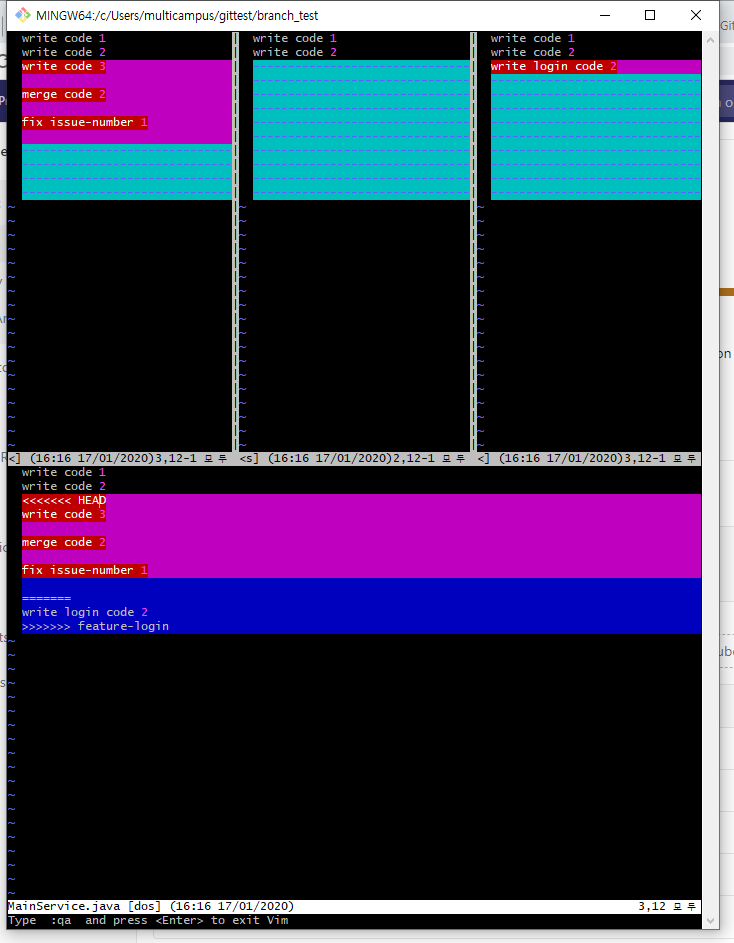 MINGW64:/c/Users/multicampus/gittest/branch_test
write code 1
write code 2
write code 3
merge code 2
fix issue-number 1
write code 1
write code 2
write code 1
write code 2
write login code 2
<] (16:16 17/01/2020)3,12-1 모두 <s] (16:16 17/01/2020)2,12-1 모두 <] (16:16 17/01/2020)3,12-1 모두
write code 1
write code 2
<<<<<<< HEAD
write code 3
merge code 2
fix issue-number 1
=======
write login code 2
>>>>>>> feature-login
MainService.java [dos] (16:16 17/01/2020) 3,12 모두
Type :qa and press <Enter> to exit Vim